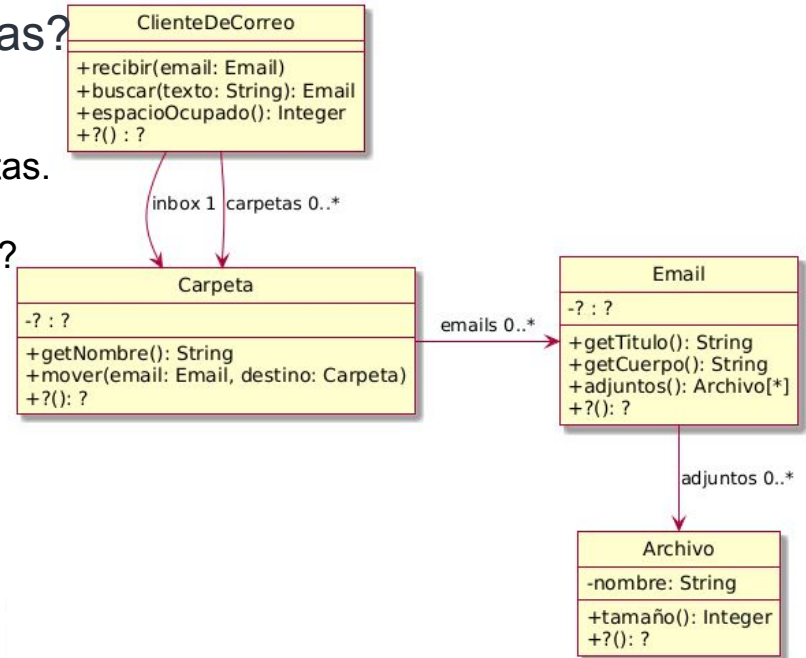 as?
ClienteDeCorreo
+recibir(email: Email)
+buscar(texto: String): Email
+espacioOcupado(): Integer
+?() : ?
tas.
?
inbox 1
carpetas 0..*
Carpeta
-? : ?
+getNombre(): String
+mover(email: Email, destino: Carpeta)
+?(): ?
emails 0..*
Email
-? : ?
+getTitulo(): String
+getCuerpo(): String
+adjuntos(): Archivo[*]
+?(): ?
adjuntos 0..*
Archivo
-nombre: String
+tamaño(): Integer
+?(): ?